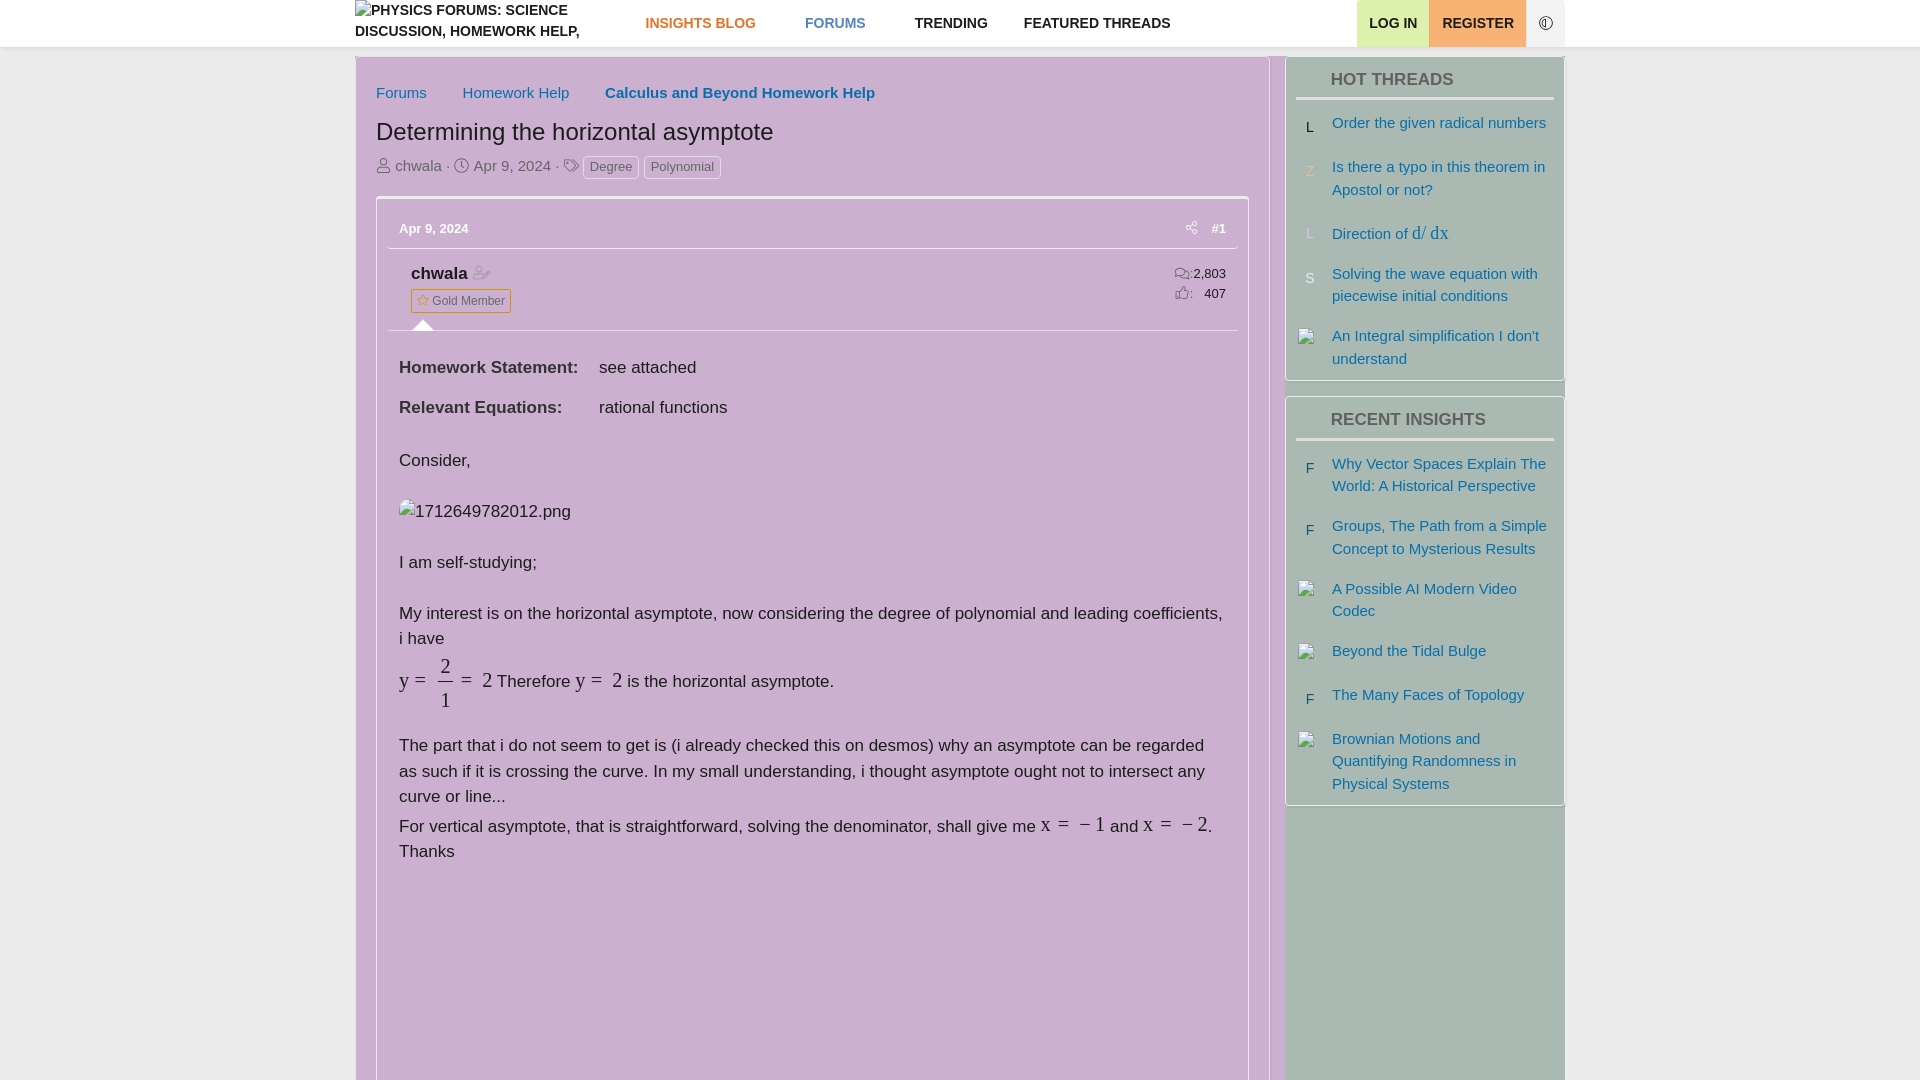 PHYSICS FORUMS: SCIENCE
DISCUSSION, HOMEWORK HELP,
INSIGHTS BLOG
FORUMS
TRENDING
FEATURED THREADS
LOG IN
REGISTER
Forums
Homework Help
Calculus and Beyond Homework Help
Determining the horizontal asymptote
chwala · Apr 9, 2024 · Degree Polynomial
Apr 9, 2024
#1
chwala
Gold Member
:2,803
: 407
Homework Statement: see attached
Relevant Equations: rational functions
Consider,
1712649782012.png
I am self-studying;
My interest is on the horizontal asymptote, now considering the degree of polynomial and leading coefficients,
i have
y = 2/1 = 2 Therefore y = 2 is the horizontal asymptote.
The part that i do not seem to get is (i already checked this on desmos) why an asymptote can be regarded
as such if it is crossing the curve. In my small understanding, i thought asymptote ought not to intersect any
curve or line...
For vertical asymptote, that is straightforward, solving the denominator, shall give me x = −1 and x = −2.
Thanks
HOT THREADS
L
Order the given radical numbers
Z
Is there a typo in this theorem in
Apostol or not?
L
Direction of d/ dx
S
Solving the wave equation with
piecewise initial conditions
An Integral simplification I don't
understand
RECENT INSIGHTS
F
Why Vector Spaces Explain The
World: A Historical Perspective
F
Groups, The Path from a Simple
Concept to Mysterious Results
A Possible AI Modern Video
Codec
Beyond the Tidal Bulge
F
The Many Faces of Topology
Brownian Motions and
Quantifying Randomness in
Physical Systems